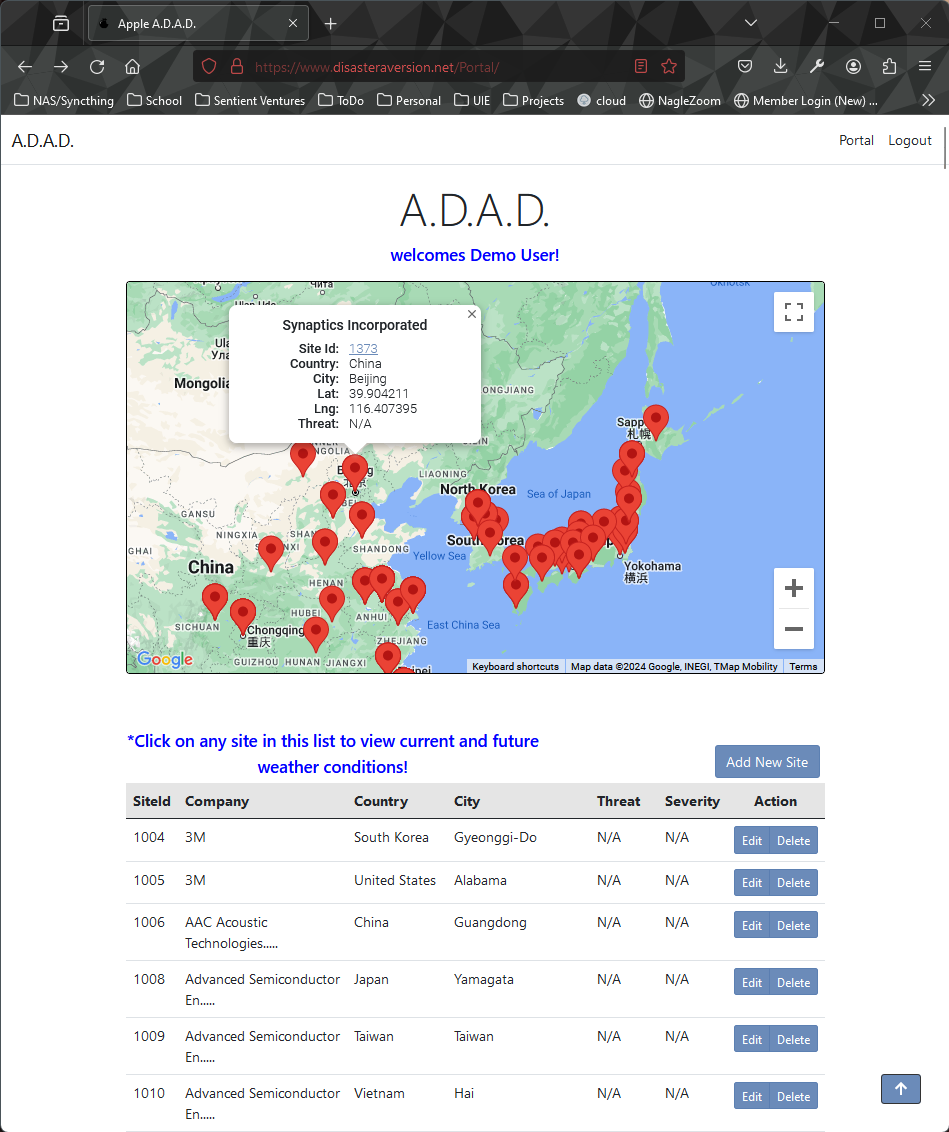 Apple A.D.A.D.
https://www.disasteraversion.net/Portal/
NAS/Syncthing School Sentient Ventures ToDo Personal UIE Projects cloud NagleZoom Member Login (New) ...
A.D.A.D. Portal Logout
A.D.A.D.
welcomes Demo User!
Чита
Okhotsk
Ulan Ude
Synaptics Incorporated
Site Id: 1373
Country: China
City: Beijing
Lat: 39.904211
Lng: 116.407395
Threat: N/A
Mongolia
ONGJIANG
札幌
NGOLIA
LIAONING
North Korea
Sea of Japan
GANSU
NINGXIA
SHANDONG
South Korea
Yellow Sea
China
HENAN
Yokohama
横浜
HUBEI
ANHUI
SICHUAN
Chongqing
重庆
East China Sea
ZHEJIANG
GUIZHOU HUNAN JIANGXI
Google
Keyboard shortcuts Map data ©2024 Google, INEGI, TMap Mobility Terms
*Click on any site in this list to view current and future
weather conditions!
Add New Site
SiteId Company Country City Threat Severity Action
1004 3M South Korea Gyeonggi-Do N/A N/A Edit Delete
1005 3M United States Alabama N/A N/A Edit Delete
1006 AAC Acoustic China Guangdong N/A N/A Edit Delete
Technologies.....
1008 Advanced Semiconductor Japan Yamagata N/A N/A Edit Delete
En.....
1009 Advanced Semiconductor Taiwan Taiwan N/A N/A Edit Delete
En.....
1010 Advanced Semiconductor Vietnam Hai N/A N/A Edit Delete
En.....